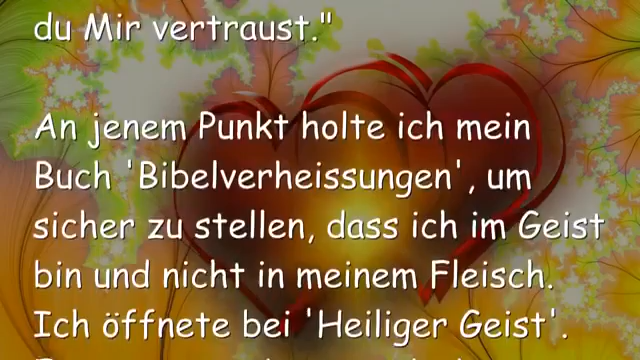 du Mir vertraust."
An jenem Punkt holte ich mein
Buch 'Bibelverheissungen', um
sicher zu stellen, dass ich im Geist
bin und nicht in meinem Fleisch.
Ich öffnete bei 'Heiliger Geist'.